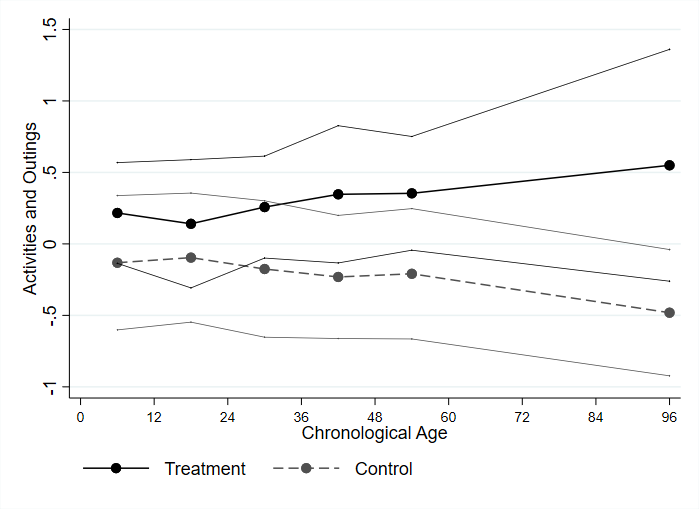 Activities and Outings
1.5
1
.5
0
-.5
-1
0 12 24 36 48 60 72 84 96
Chronological Age
Treatment Control